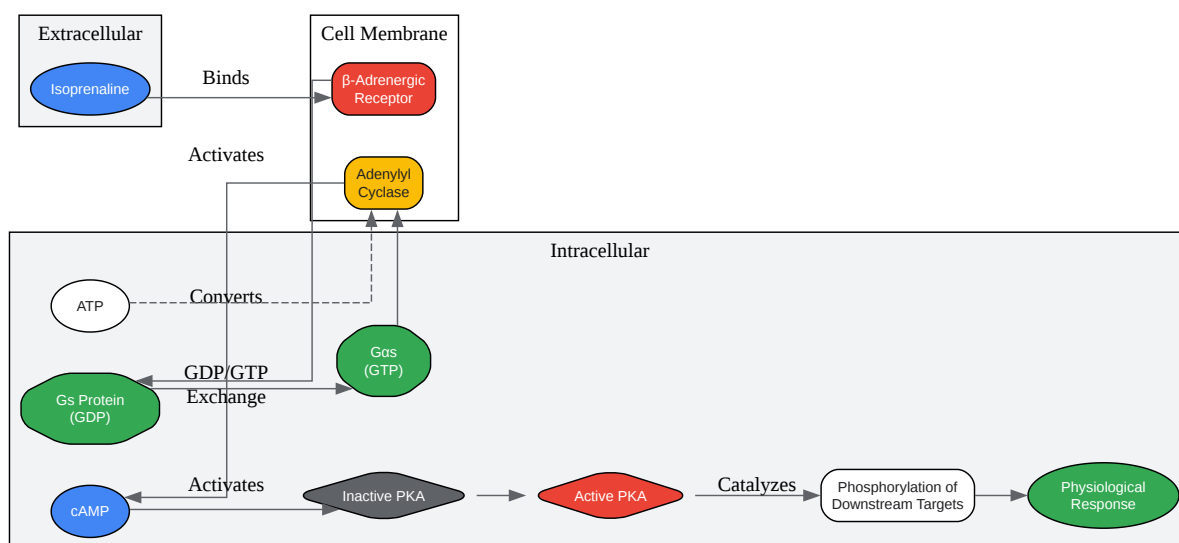 Extracellular
Cell Membrane
Isoprenaline
Binds
β-Adrenergic
Receptor
Activates
Adenylyl
Cyclase
Intracellular
ATP
Converts
Gαs
(GTP)
GDP/GTP
Exchange
Gs Protein
(GDP)
cAMP
Activates
Inactive PKA
Active PKA
Catalyzes
Phosphorylation of
Downstream Targets
Physiological
Response